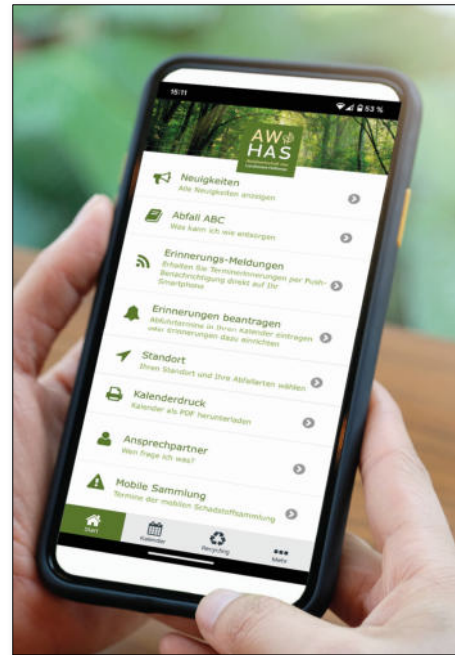 15:11
53 %
AW
HAS
Neuigkeiten
Alle Neuigkeiten anzeigen
Abfall ABC
Was kann ich wie entsorgen
Erinnerungs-Meldungen
Erhalten Sie Terminerinnerungen per Push-
Benachrichtigung direkt auf Ihr
Smartphone
Erinnerungen beantragen
Abfuhrtermine in Ihren Kalender eintragen
oder Erinnerungen dazu einrichten
Standort
Ihren Standort und Ihre Abfallarten wählen
Kalenderdruck
Kalender als PDF herunterladen
Ansprechpartner
Wen frage ich was?
Mobile Sammlung
Termine der mobilen Schadstoffsammlung
Start
Kalender
Recycling
Mehr